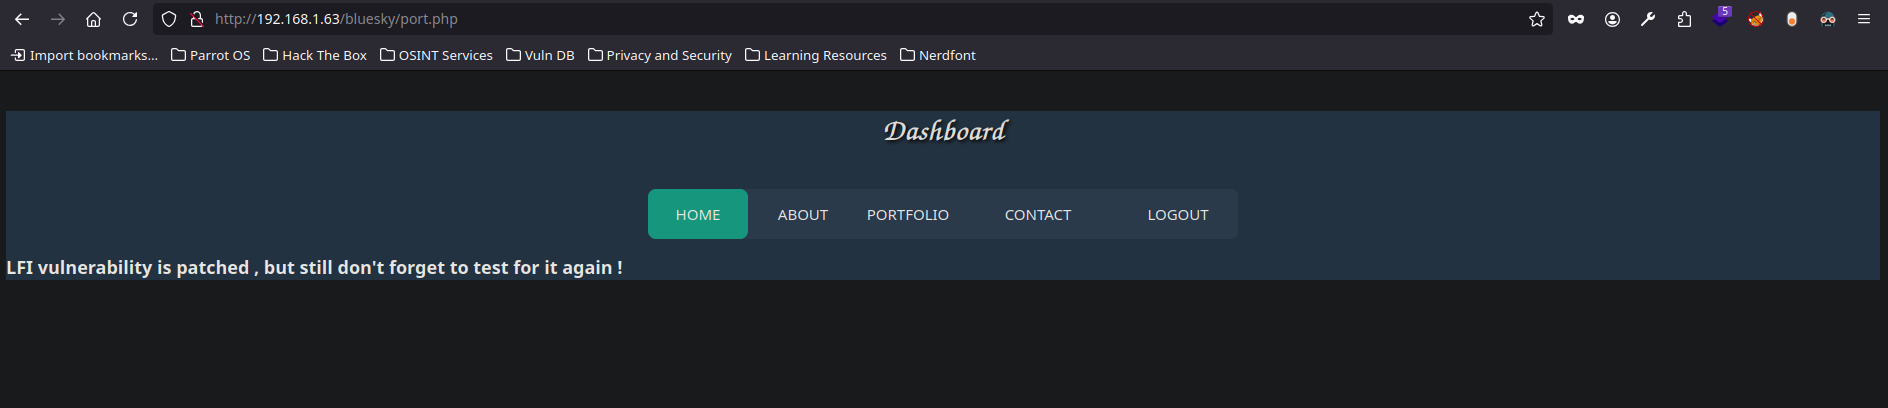 http://192.168.1.63/bluesky/port.php
5
Import bookmarks... Parrot OS Hack The Box OSINT Services Vuln DB Privacy and Security Learning Resources Nerdfont
Dashboard
HOME ABOUT PORTFOLIO CONTACT LOGOUT
LFI vulnerability is patched , but still don't forget to test for it again !